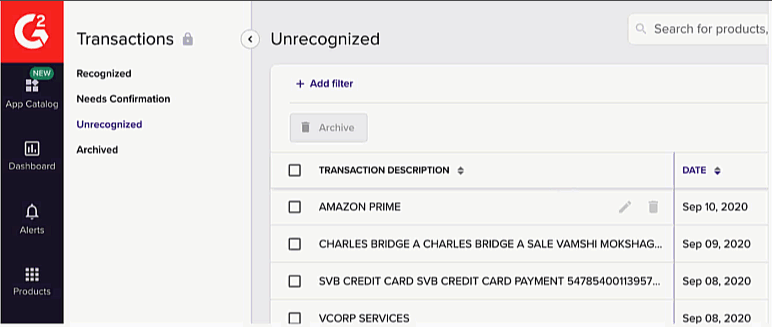 G2
Transactions
Unrecognized
Search for products,
Recognized
Needs Confirmation
Unrecognized
Archived
NEW
App Catalog
Dashboard
Alerts
Products
+ Add filter
Archive
TRANSACTION DESCRIPTION DATE
AMAZON PRIME Sep 10, 2020
CHARLES BRIDGE A CHARLES BRIDGE A SALE VAMSHI MOKSHAG... Sep 09, 2020
SVB CREDIT CARD SVB CREDIT CARD PAYMENT 54785400113957... Sep 08, 2020
VCORP SERVICES Sep 08, 2020